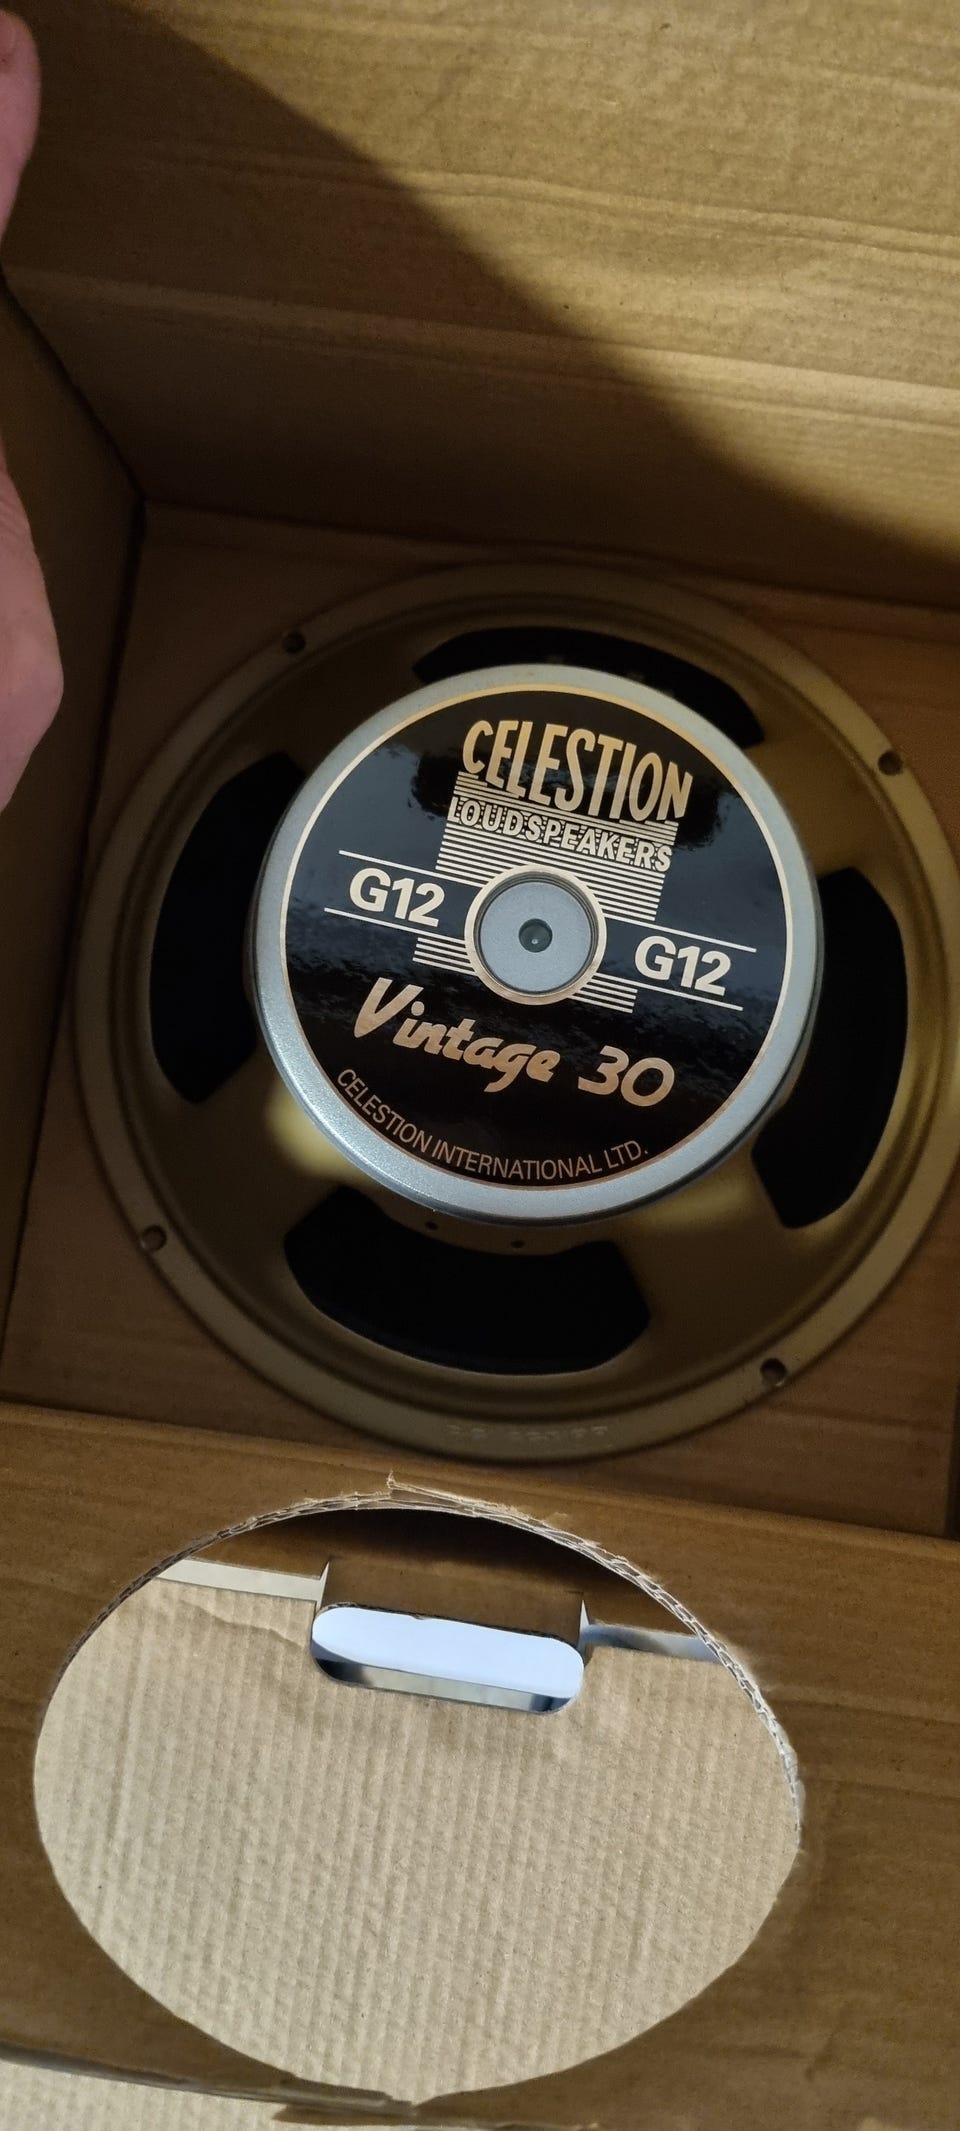 CELESTION
LOUDSPEAKERS
G12
G12
Vintage 30
CELESTION INTERNATIONAL LTD.